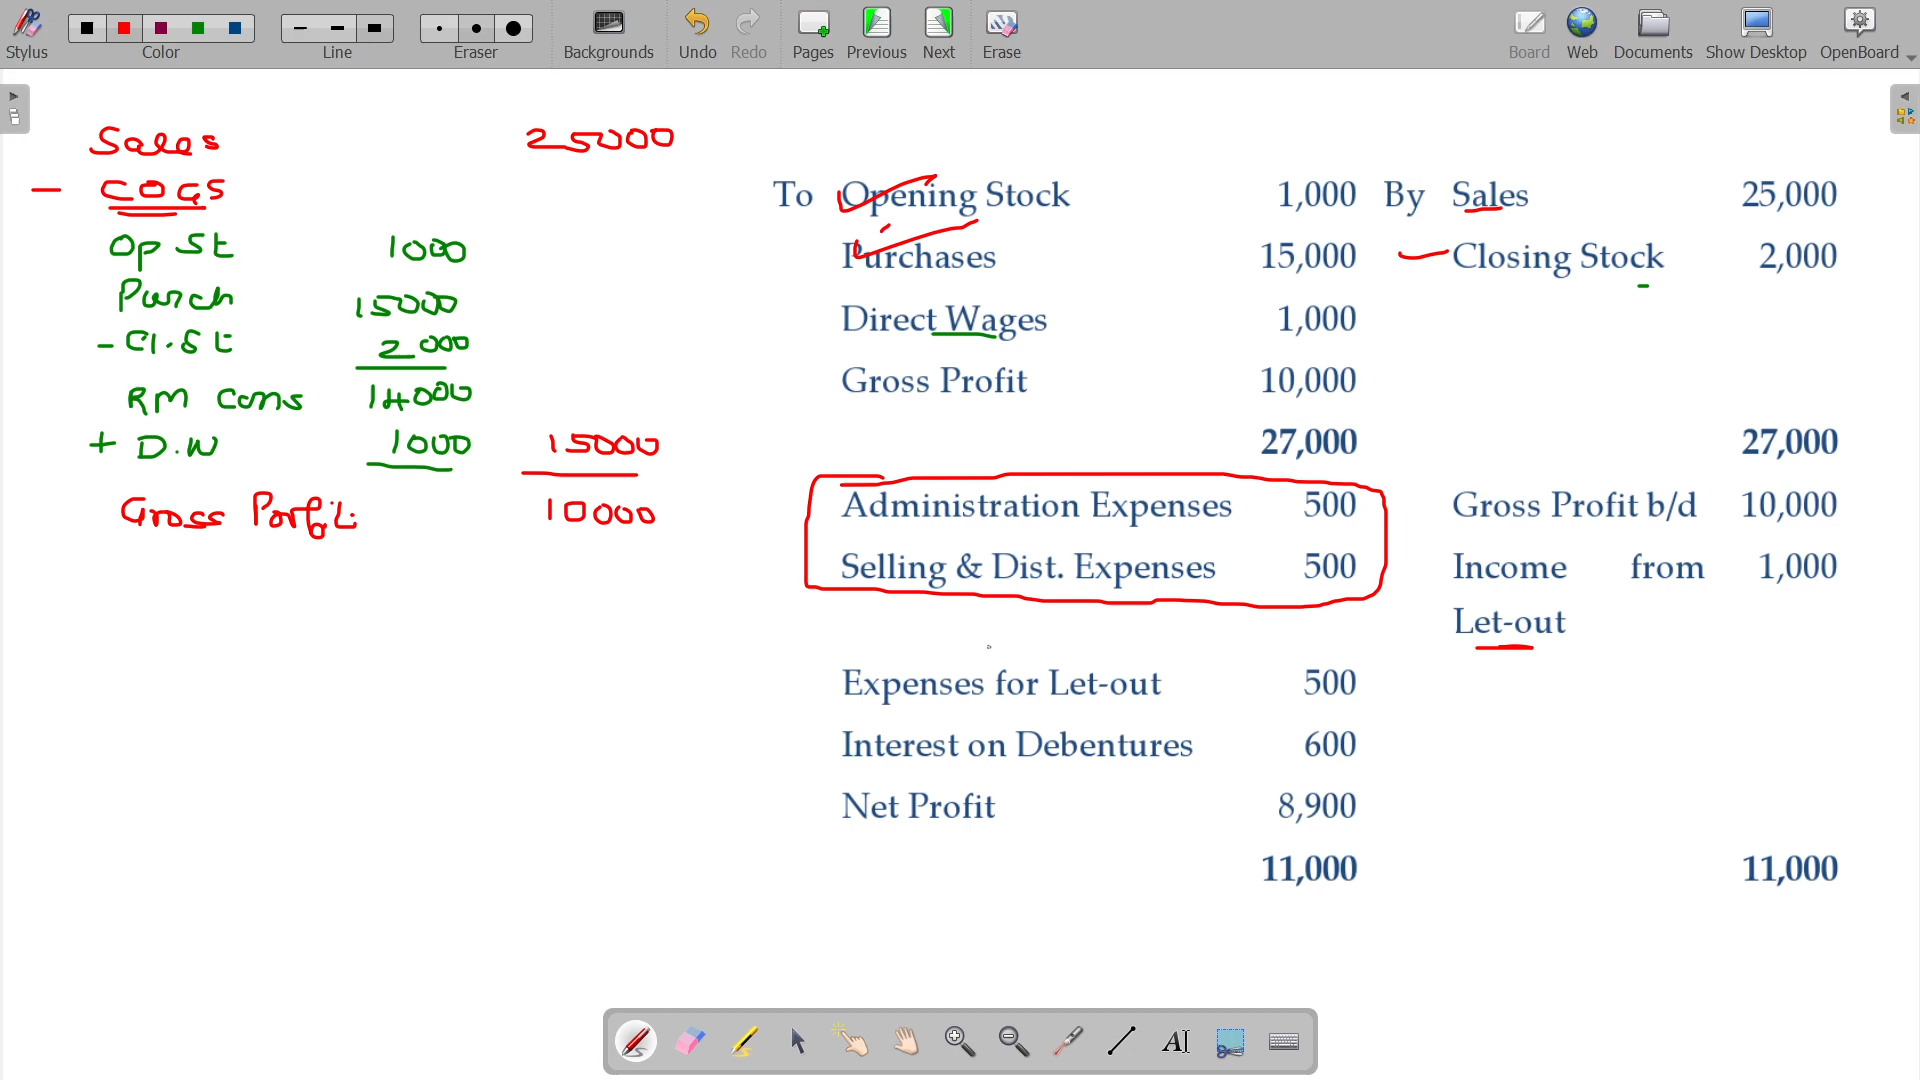 Stylus Color Line Eraser Backgrounds Undo Redo Pages Previous Next Erase Board Web Documents Show Desktop OpenBoard
Sales 25000
- COGS
Op St 1000
Purch 15000
- Cl.St 2000
RM Cons 14000
+ D.W 1000 15000
Gross Porfit 10000
To Opening Stock 1,000 By Sales 25,000
Purchases 15,000 Closing Stock 2,000
Direct Wages 1,000
Gross Profit 10,000
27,000 27,000
Administration Expenses 500 Gross Profit b/d 10,000
Selling & Dist. Expenses 500 Income from 1,000
Let-out
Expenses for Let-out 500
Interest on Debentures 600
Net Profit 8,900
11,000 11,000
AI